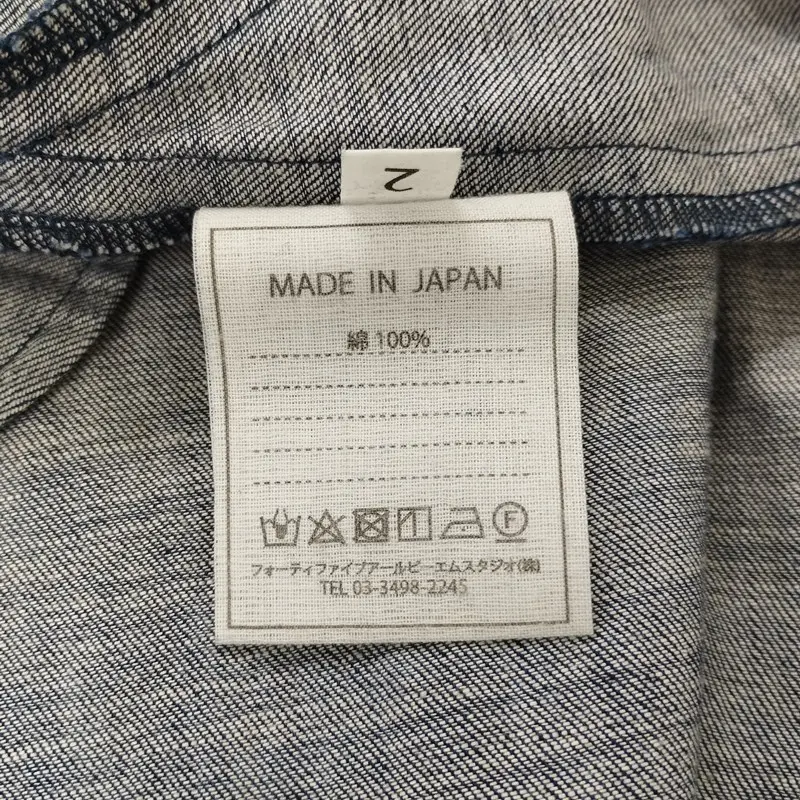 2
MADE IN JAPAN
綿 100%
F
フォーティファイブアールピーエムスタジオ(株)
TEL 03-3498-2245